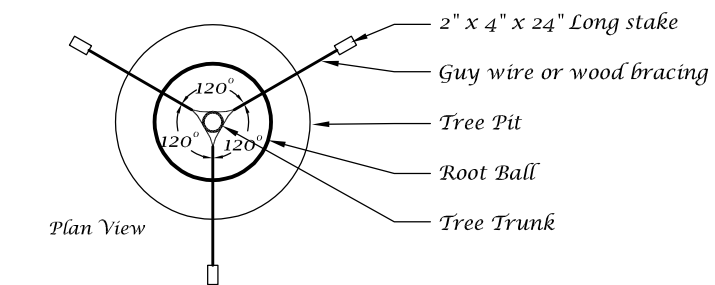 2" x 4" x 24" Long stake
Guy wire or wood bracing
120°
Tree Pit
120°
120°
Root Ball
Tree Trunk
Plan View